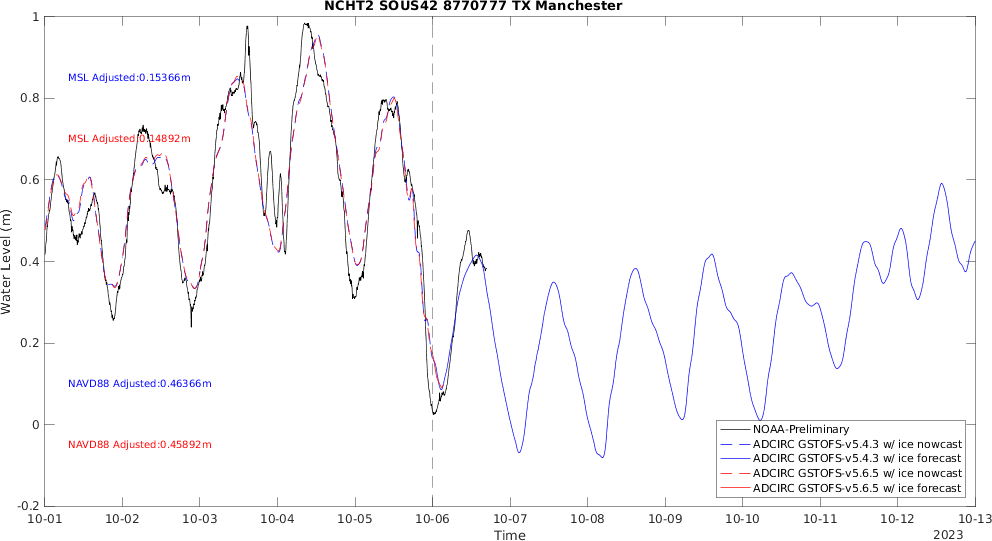 NCHT2 SOUS42 8770777 TX Manchester
1
0.8
0.6
0.4
0.2
0
-0.2
Water Level (m)
MSL Adjusted:0.15366m
MSL Adjusted:0.14892m
NAVD88 Adjusted:0.46366m
NAVD88 Adjusted:0.45892m
NOAA-Preliminary
ADCIRC GSTOFS-v5.4.3 w/ ice nowcast
ADCIRC GSTOFS-v5.4.3 w/ ice forecast
ADCIRC GSTOFS-v5.6.5 w/ ice nowcast
ADCIRC GSTOFS-v5.6.5 w/ ice forecast
10-01 10-02 10-03 10-04 10-05 10-06 10-07 10-08 10-09 10-10 10-11 10-12 10-13
Time
2023